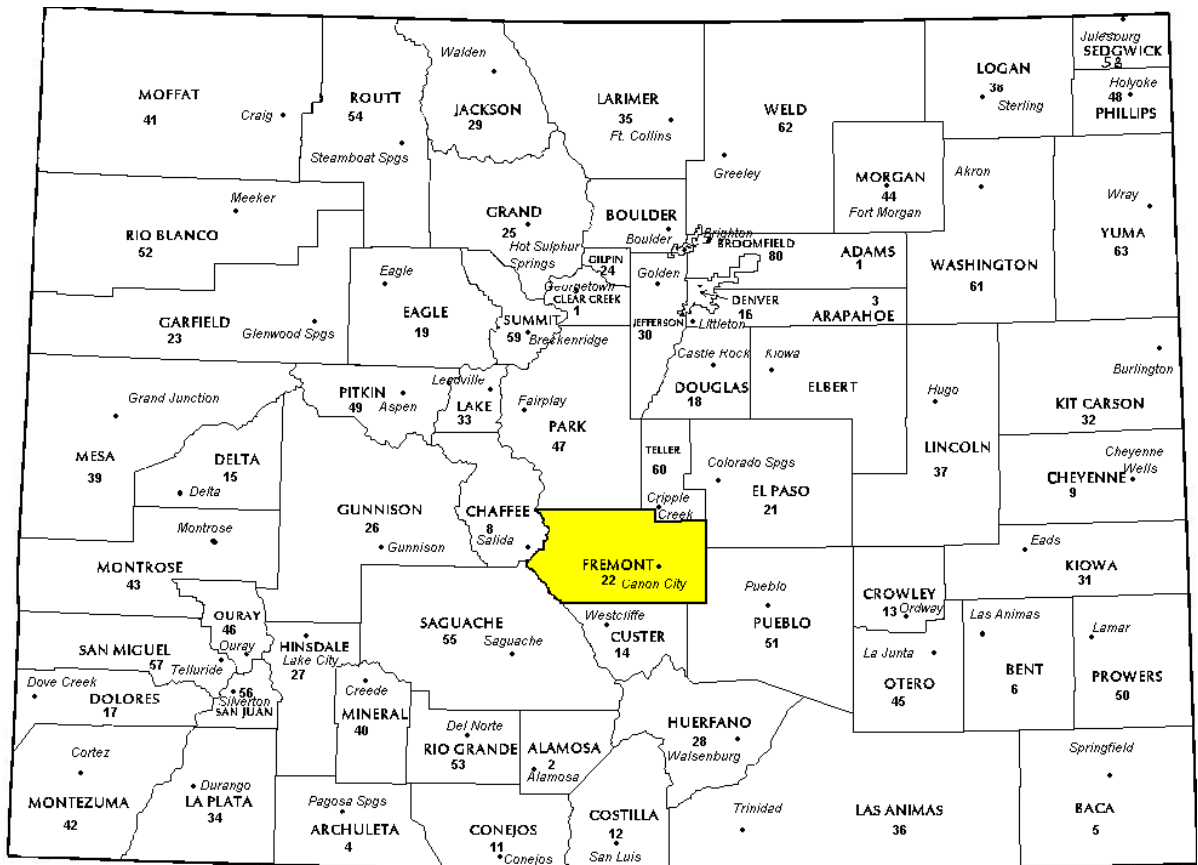 Julesburg
SEDGWICK
58
Walden
LOGAN
38
Sterling
Holyoke
48
PHILLIPS
MOFFAT
41
Craig
ROUTT
54
Steamboat Spgs
JACKSON
29
LARIMER
35
Ft. Collins
WELD
62
Greeley
MORGAN
44
Fort Morgan
Akron
Wray
YUMA
63
Meeker
RIO BLANCO
52
GRAND
25
Hot Sulphur
Springs
BOULDER
Boulder
Brighton
BROOMFIELD
80
ADAMS
1
WASHINGTON
61
GILPIN
24
Golden
Georgetown
CLEAR CREEK
1
Eagle
EAGLE
19
GARFIELD
23
Glenwood Spgs
SUMMIT
59
Breckenridge
JEFFERSON
30
DENVER
16
Littleton
3
ARAPAHOE
Castle Rock
DOUGLAS
18
Kiowa
ELBERT
Hugo
LINCOLN
37
Burlington
KIT CARSON
32
Grand Junction
MESA
39
PITKIN
49
Aspen
Leadville
LAKE
33
Fairplay
PARK
47
TELLER
60
Cripple
Creek
Colorado Spgs
EL PASO
21
Cheyenne
Wells
CHEYENNE
9
DELTA
15
Delta
GUNNISON
26
Gunnison
CHAFFEE
8
Salida
Montrose
MONTROSE
43
FREMONT
22
Canon City
Pueblo
PUEBLO
51
CROWLEY
13
Ordway
Eads
KIOWA
31
OURAY
46
Ouray
HINSDALE
Lake City
27
SAGUACHE
55
Saguache
Westcliffe
CUSTER
14
La Junta
OTERO
45
Las Animas
BENT
6
Lamar
PROWERS
50
SAN MIGUEL
57
Telluride
Dove Creek
DOLORES
17
56
Silverton
SAN JUAN
Creede
MINERAL
40
Del Norte
RIO GRANDE
53
ALAMOSA
2
Alamosa
HUERFANO
28
Walsenburg
Cortez
MONTEZUMA
42
Durango
LA PLATA
34
Pagosa Spgs
ARCHULETA
4
CONEJOS
11
Conejos
COSTILLA
12
San Luis
Trinidad
LAS ANIMAS
36
Springfield
BACA
5